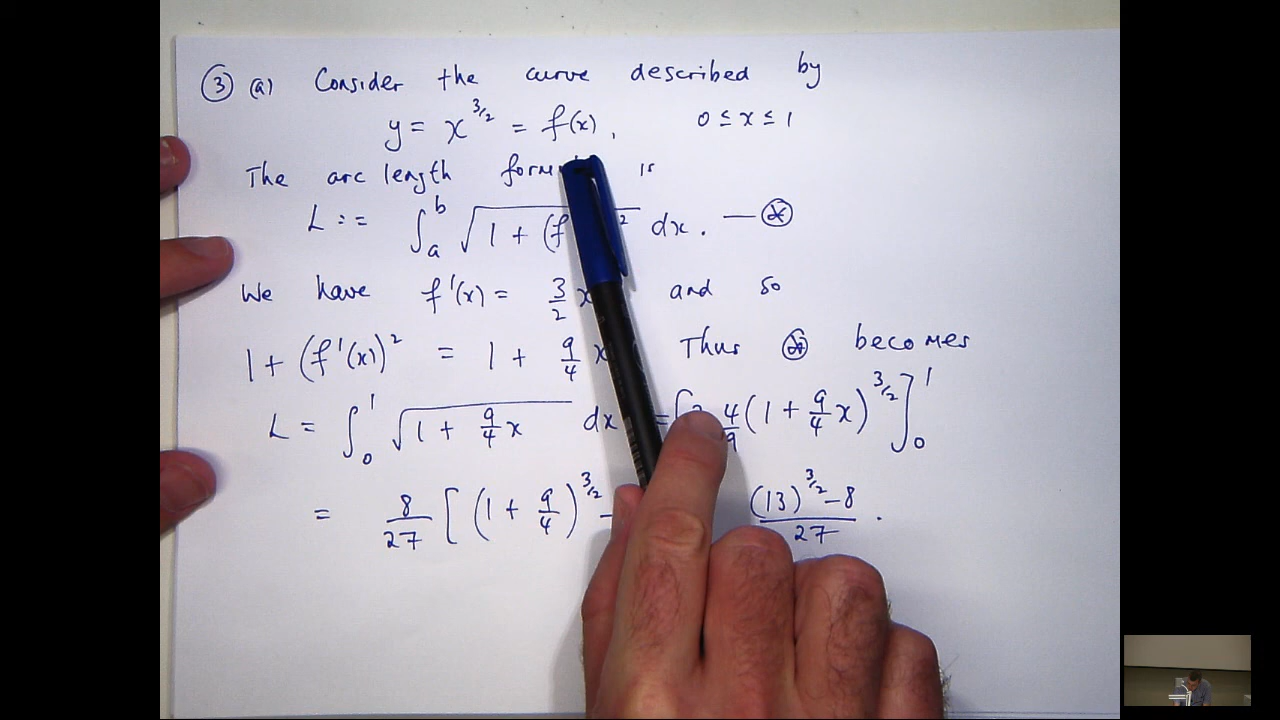 ③ (a) Consider the curve described by
y = x^{3/2} = f(x), 0 ≤ x ≤ 1
The arc length is
L := ∫_a^b √(1 + (f ² dx. — ⊛
We have f'(x) = 3/2 x and so
1 + (f'(x))² = 1 + 9/4 x Thus ⊛ becomes
L = ∫_0^1 √(1 + 9/4 x) dx = [ 4/9 (1 + 9/4 x)^{3/2} ]_0^1
= 8/27 [ (1 + 9/4)^{3/2} - (13)^{3/2} - 8 / 27 .